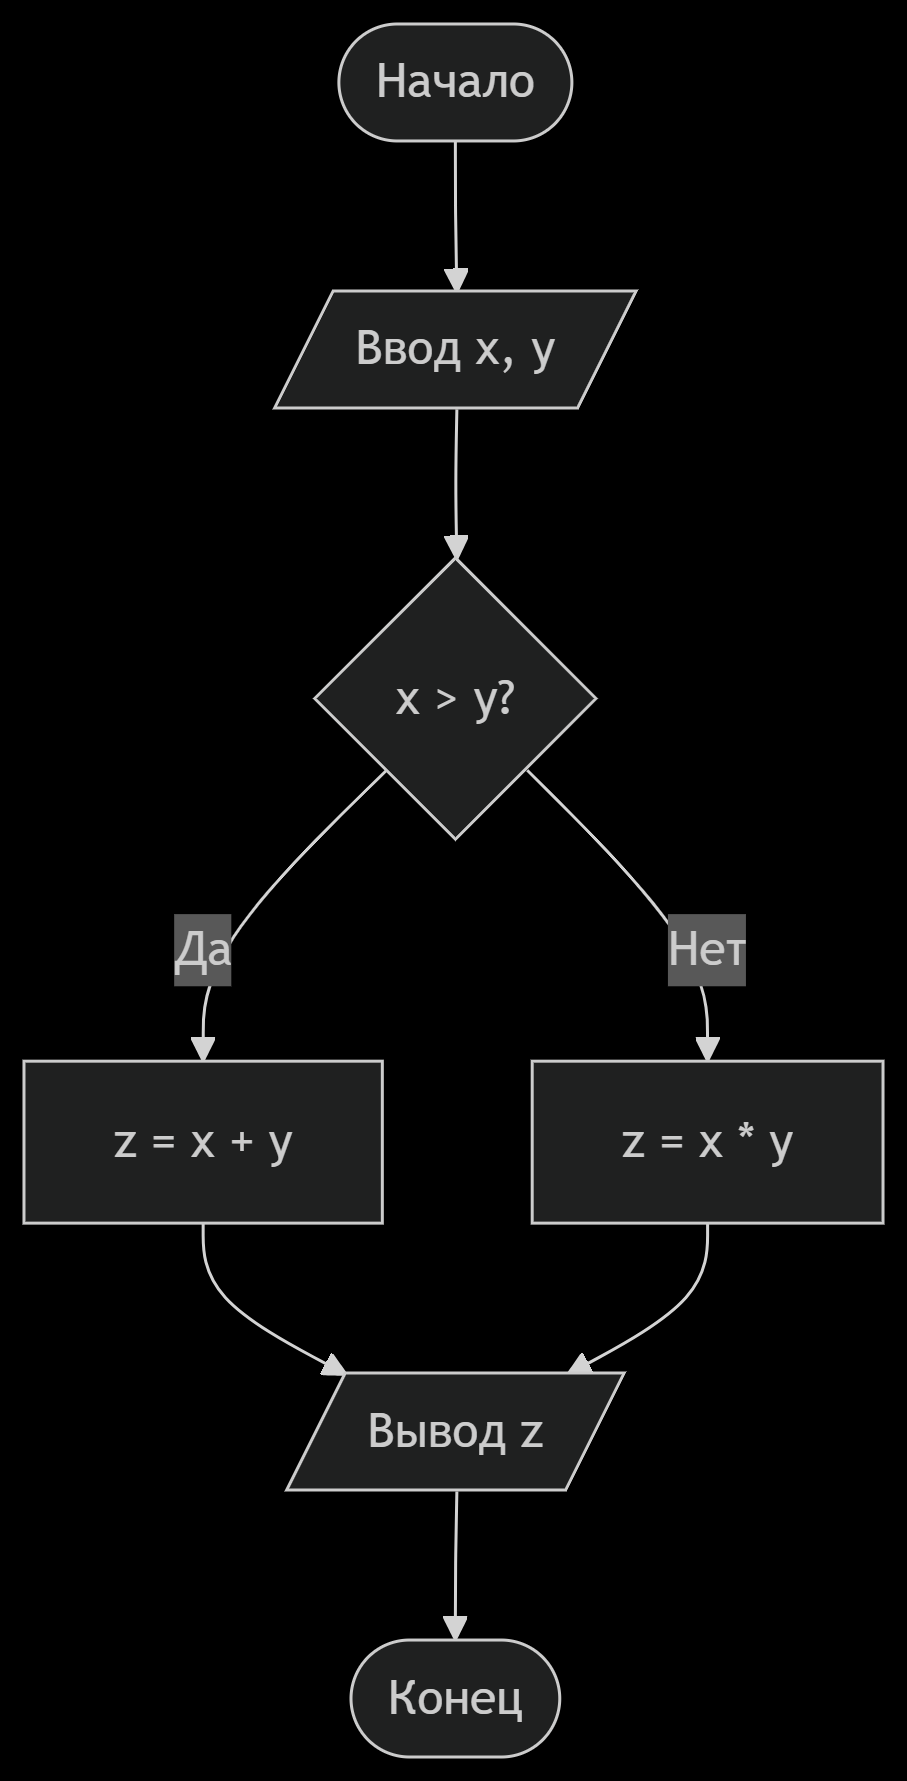 Начало
Ввод x, y
x > y?
Да
Нет
z = x + y
z = x * y
Вывод z
Конец